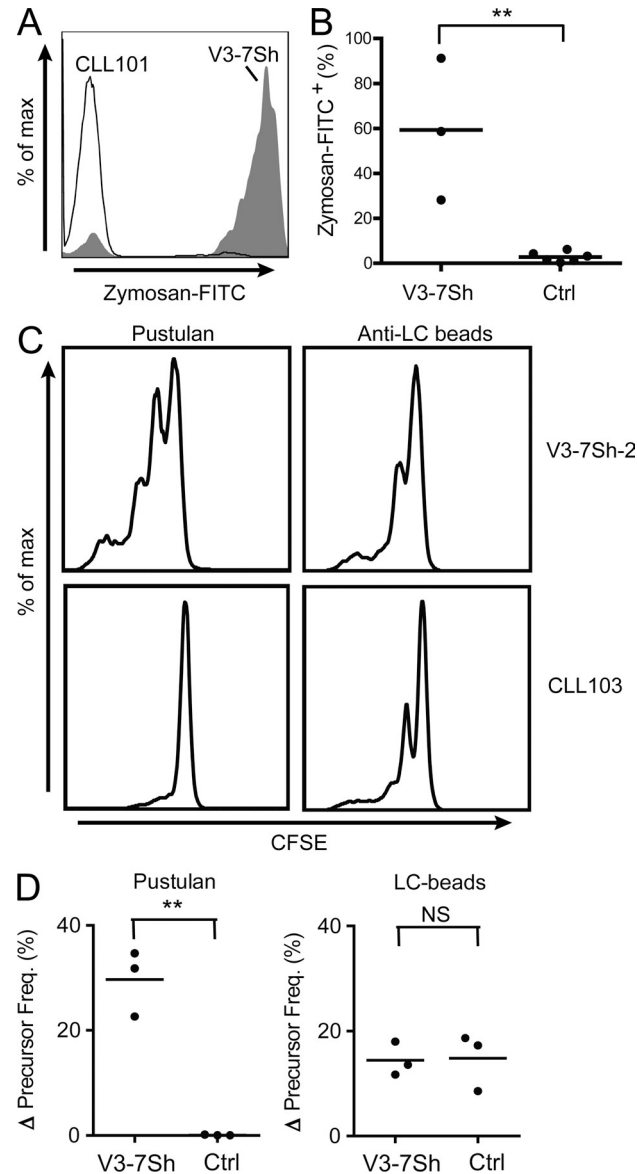 A
CLL101
V3-7Sh
% of max
Zymosan-FITC
B
**
Zymosan-FITC + (%)
100
80
60
40
20
0
V3-7Sh
Ctrl
C
Pustulan
Anti-LC beads
V3-7Sh-2
CLL103
% of max
CFSE
D
Pustulan
**
Δ Precursor Freq. (%)
40
20
0
V3-7Sh
Ctrl
LC-beads
NS
Δ Precursor Freq. (%)
40
20
0
V3-7Sh
Ctrl